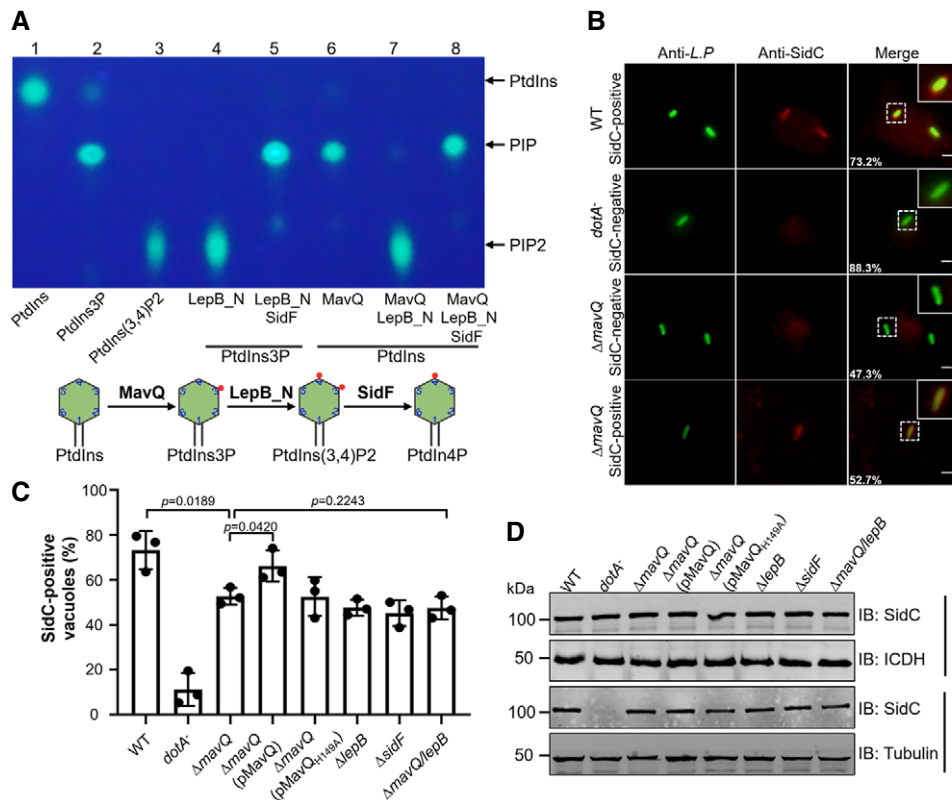 A
1 2 3 4 5 6 7 8
PtdIns
PIP
PIP2
PtdIns
PtdIns3P
PtdIns(3,4)P2
LepB_N
LepB_N
SidF
MavQ
MavQ
LepB_N
MavQ
LepB_N
SidF
PtdIns3P
PtdIns
MavQ LepB_N SidF
PtdIns PtdIns3P PtdIns(3,4)P2 PtdIn4P
B
Anti-L.P Anti-SidC Merge
WT
SidC-positive
73.2%
dotA-
SidC-negative
88.3%
ΔmavQ
SidC-negative
47.3%
ΔmavQ
SidC-positive
52.7%
C
SidC-positive
vacuoles (%)
100
80
60
40
20
0
p=0.0189
p=0.2243
p=0.0420
WT
dotA-
ΔmavQ
ΔmavQ
(pMavQ)
ΔmavQ
(pMavQH149A)
ΔlepB
ΔsidF
ΔmavQ/lepB
D
kDa
WT
dotA-
ΔmavQ
ΔmavQ
(pMavQ)
ΔmavQ
(pMavQH149A)
ΔlepB
ΔsidF
ΔmavQ/lepB
100 IB: SidC
50 IB: ICDH
100 IB: SidC
50 IB: Tubulin